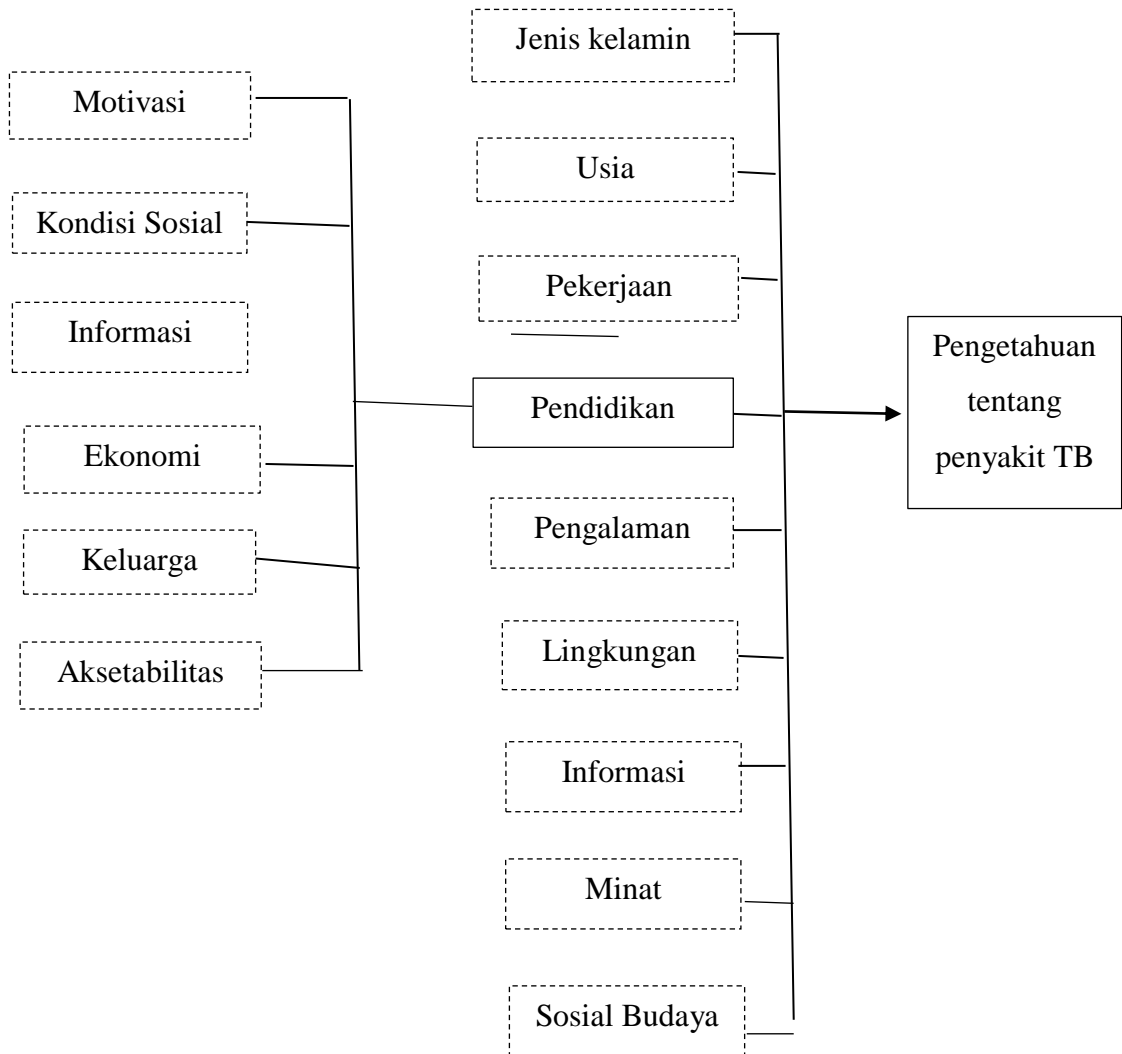 Motivasi
Kondisi Sosial
Informasi
Ekonomi
Keluarga
Aksetabilitas
Jenis kelamin
Usia
Pekerjaan
Pendidikan
Pengalaman
Lingkungan
Informasi
Minat
Sosial Budaya
Pengetahuan
tentang
penyakit TB